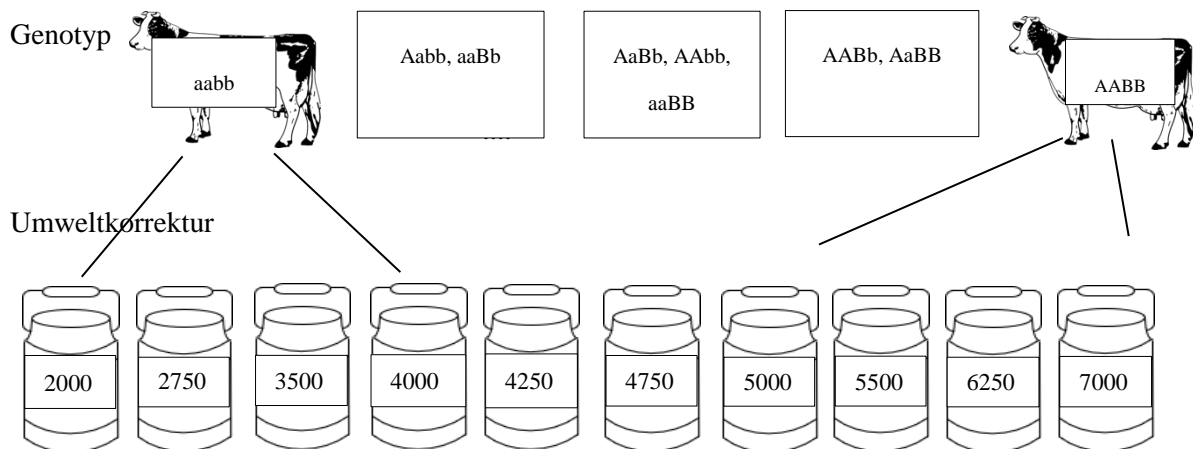 Genotyp
aabb
Aabb, aaBb
AaBb, AAbb,
aaBB
AABb, AaBB
AABB
Umweltkorrektur
2000 2750 3500 4000 4250 4750 5000 5500 6250 7000